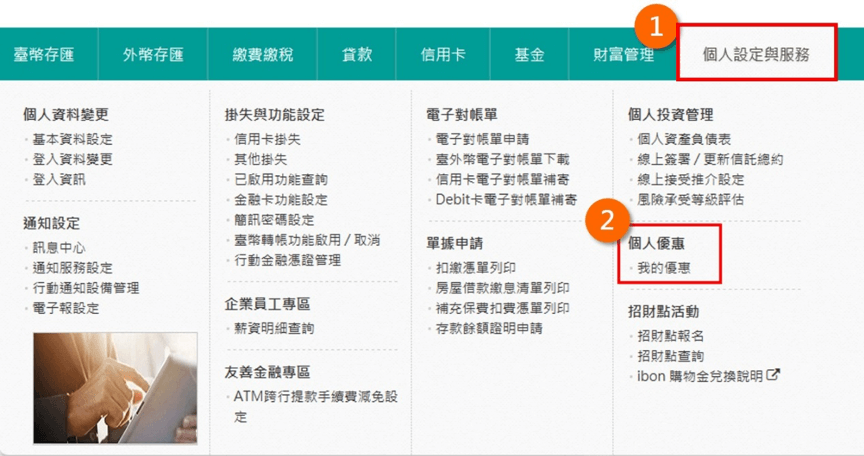 1
臺幣存匯 外幣存匯 繳費繳稅 貸款 信用卡 基金 財富管理 個人設定與服務
個人資料變更
基本資料設定
登入資料變更
登入資訊
通知設定
訊息中心
通知服務設定
行動通知設備管理
電子報設定
掛失與功能設定
信用卡掛失
其他掛失
已啟用功能查詢
金融卡功能設定
簡訊密碼設定
臺幣轉帳功能啟用 / 取消
行動金融憑證管理
企業員工專區
薪資明細查詢
友善金融專區
ATM跨行提款手續費減免設
定
電子對帳單
電子對帳單申請
臺外幣電子對帳單下載
信用卡電子對帳單補寄
Debit卡電子對帳單補寄
單據申請
扣繳憑單列印
房屋借款繳息清單列印
補充保費扣費憑單列印
存款餘額證明申請
個人投資管理
個人資產負債表
線上簽署 / 更新信託總約
線上接受推介設定
風險承受等級評估
2
個人優惠
我的優惠
招財點活動
招財點報名
招財點查詢
ibon 購物金兌換說明